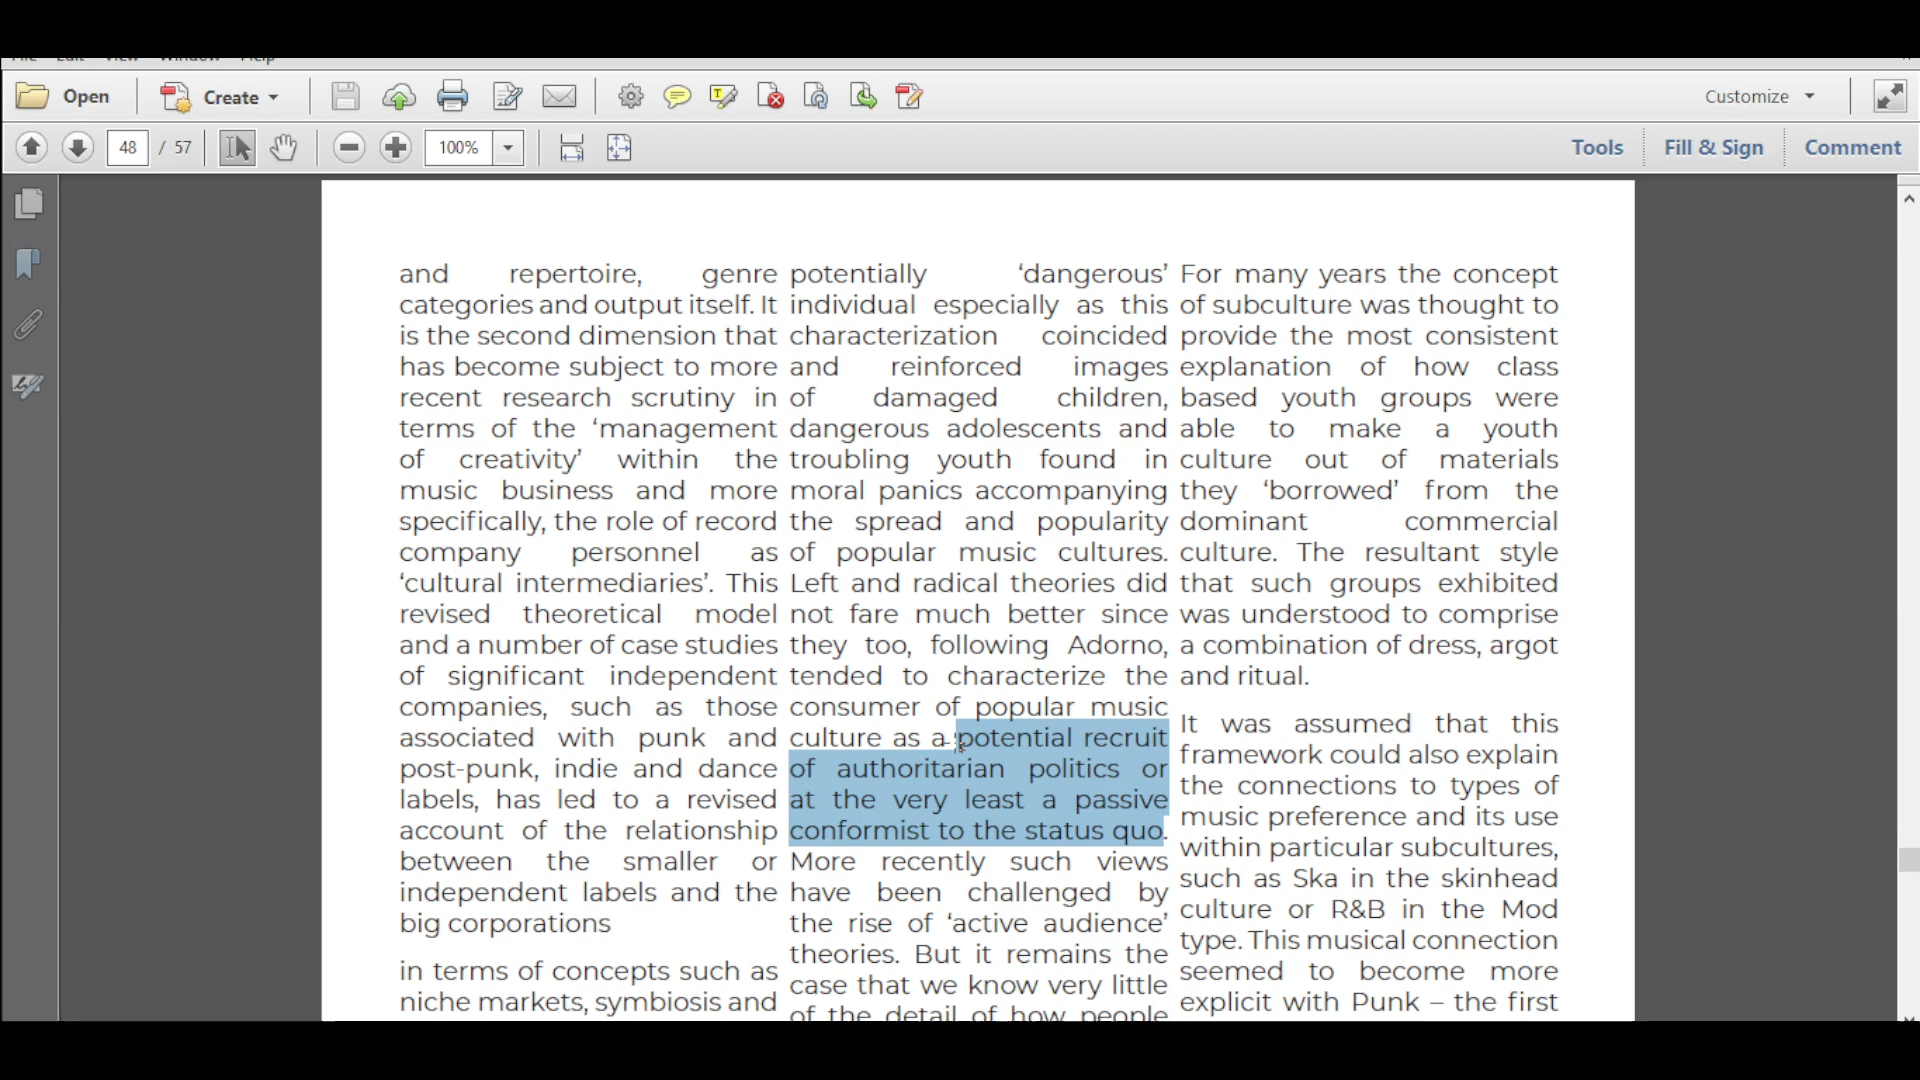 Open
Create
Customize
48 / 57
100%
Tools
Fill & Sign
Comment
and repertoire, genre
categories and output itself. It
is the second dimension that
has become subject to more
recent research scrutiny in
terms of the ‘management
of creativity’ within the
music business and more
specifically, the role of record
company personnel as
‘cultural intermediaries’. This
revised theoretical model
and a number of case studies
of significant independent
companies, such as those
associated with punk and
post-punk, indie and dance
labels, has led to a revised
account of the relationship
between the smaller or
independent labels and the
big corporations
in terms of concepts such as
niche markets, symbiosis and
potentially ‘dangerous’
individual especially as this
characterization coincided
and reinforced images
of damaged children,
dangerous adolescents and
troubling youth found in
moral panics accompanying
the spread and popularity
of popular music cultures.
Left and radical theories did
not fare much better since
they too, following Adorno,
tended to characterize the
consumer of popular music
culture as a potential recruit
of authoritarian politics or
at the very least a passive
conformist to the status quo.
More recently such views
have been challenged by
the rise of ‘active audience’
theories. But it remains the
case that we know very little
of the detail of how people
For many years the concept
of subculture was thought to
provide the most consistent
explanation of how class
based youth groups were
able to make a youth
culture out of materials
they ‘borrowed’ from the
dominant commercial
culture. The resultant style
that such groups exhibited
was understood to comprise
a combination of dress, argot
and ritual.
It was assumed that this
framework could also explain
the connections to types of
music preference and its use
within particular subcultures,
such as Ska in the skinhead
culture or R&B in the Mod
type. This musical connection
seemed to become more
explicit with Punk – the first